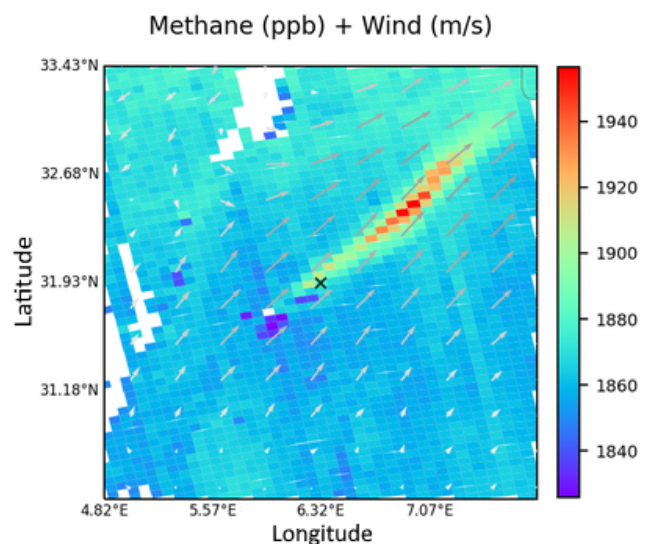 Methane (ppb) + Wind (m/s)
33.43°N
32.68°N
31.93°N
31.18°N
Latitude
4.82°E 5.57°E 6.32°E 7.07°E
Longitude
1940
1920
1900
1880
1860
1840